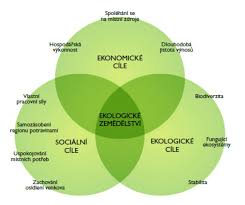 Spoléhání se
na místní zdroje
Hospodářská
výkonnost
Dlouhodobá
jistota výnosů
EKONOMICKÉ
CÍLE
Vlastní
pracovní síly
Biodiverzita
EKOLOGICKÉ
ZEMĚDĚLSTVÍ
Samozásobení
regionu potravinami
SOCIÁLNÍ
CÍLE
EKOLOGICKÉ
CÍLE
Fungující
ekosystémy
Uspokojování
místních potřeb
Zachování
osídlení venkova
Stabilita